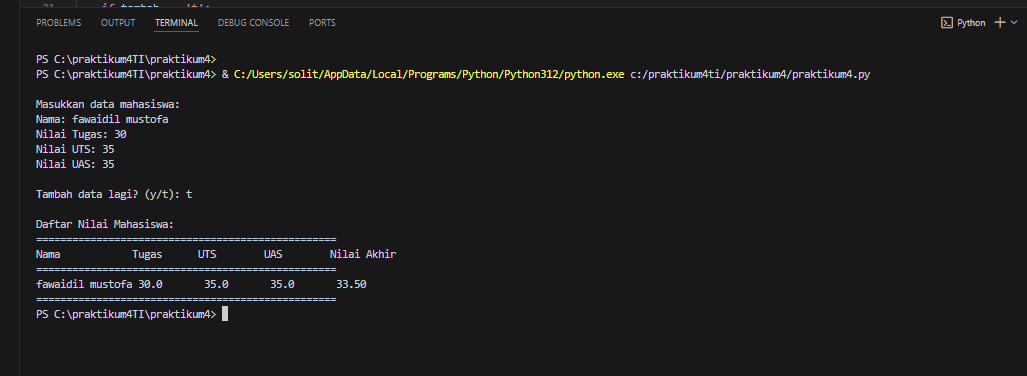 if tambah 't':
PROBLEMS OUTPUT TERMINAL DEBUG CONSOLE PORTS Python
PS C:\praktikum4TI\praktikum4>
PS C:\praktikum4TI\praktikum4> & C:/Users/solit/AppData/Local/Programs/Python/Python312/python.exe c:/praktikum4ti/praktikum4/praktikum4.py
Masukkan data mahasiswa:
Nama: fawaidil mustofa
Nilai Tugas: 30
Nilai UTS: 35
Nilai UAS: 35
Tambah data lagi? (y/t): t
Daftar Nilai Mahasiswa:
==================================================
Nama Tugas UTS UAS Nilai Akhir
==================================================
fawaidil mustofa 30.0 35.0 35.0 33.50
==================================================
PS C:\praktikum4TI\praktikum4>